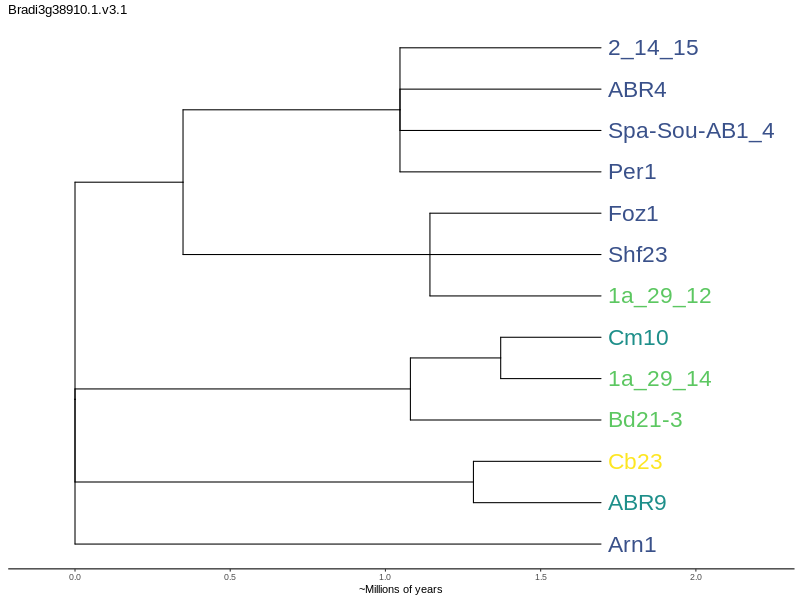 Bradi3g38910.1.v3.1
2_14_15
ABR4
Spa-Sou-AB1_4
Per1
Foz1
Shf23
1a_29_12
Cm10
1a_29_14
Bd21-3
Cb23
ABR9
Arn1
0.0 0.5 1.0 1.5 2.0
~Millions of years